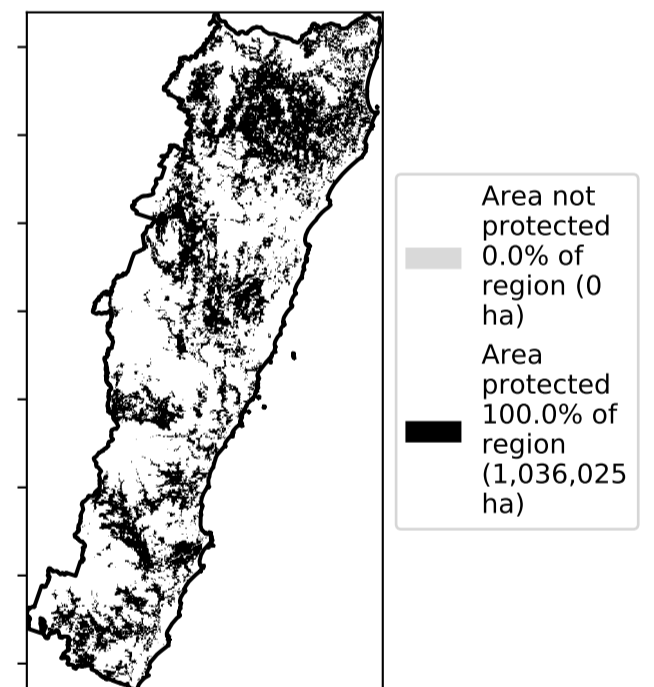 Area not
protected
0.0% of
region (0
ha)
Area
protected
100.0% of
region
(1,036,025
ha)